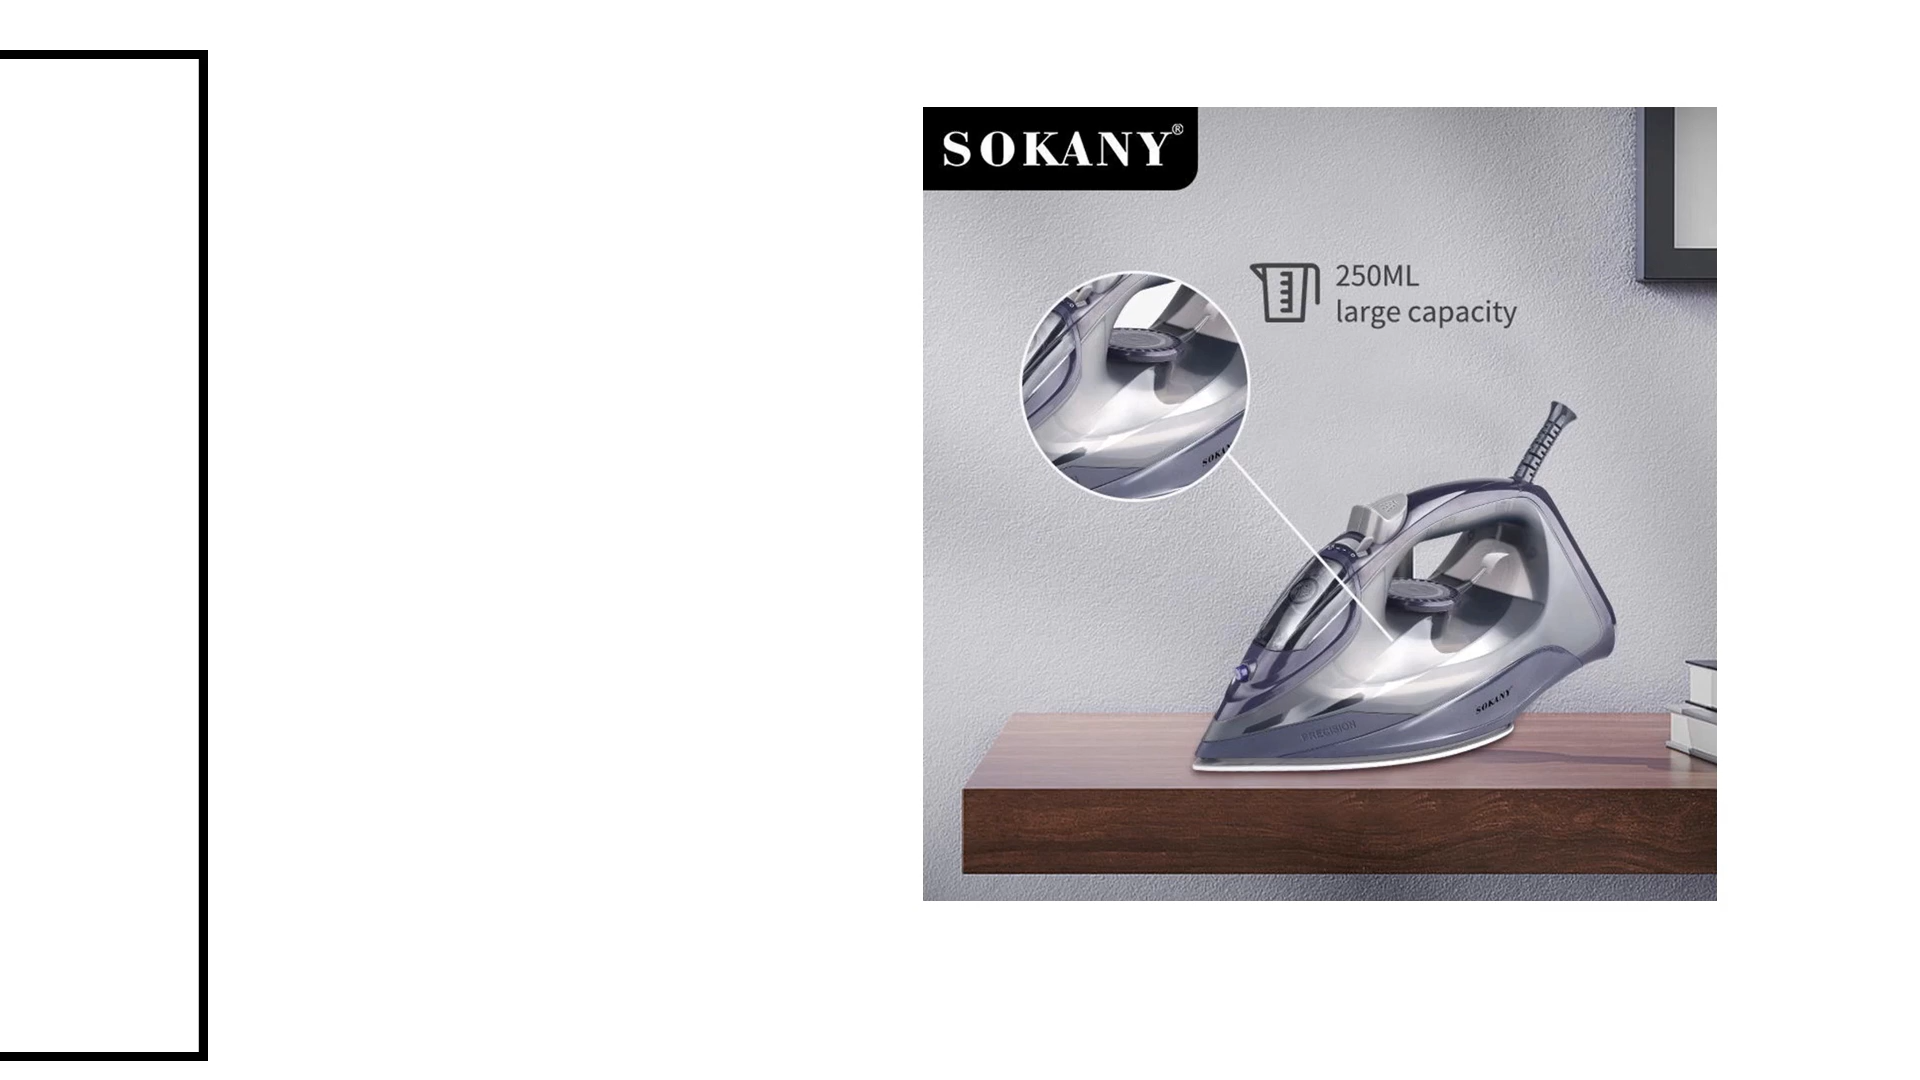 SOKANY®
250ML
large capacity
SOKANY
PRECISION